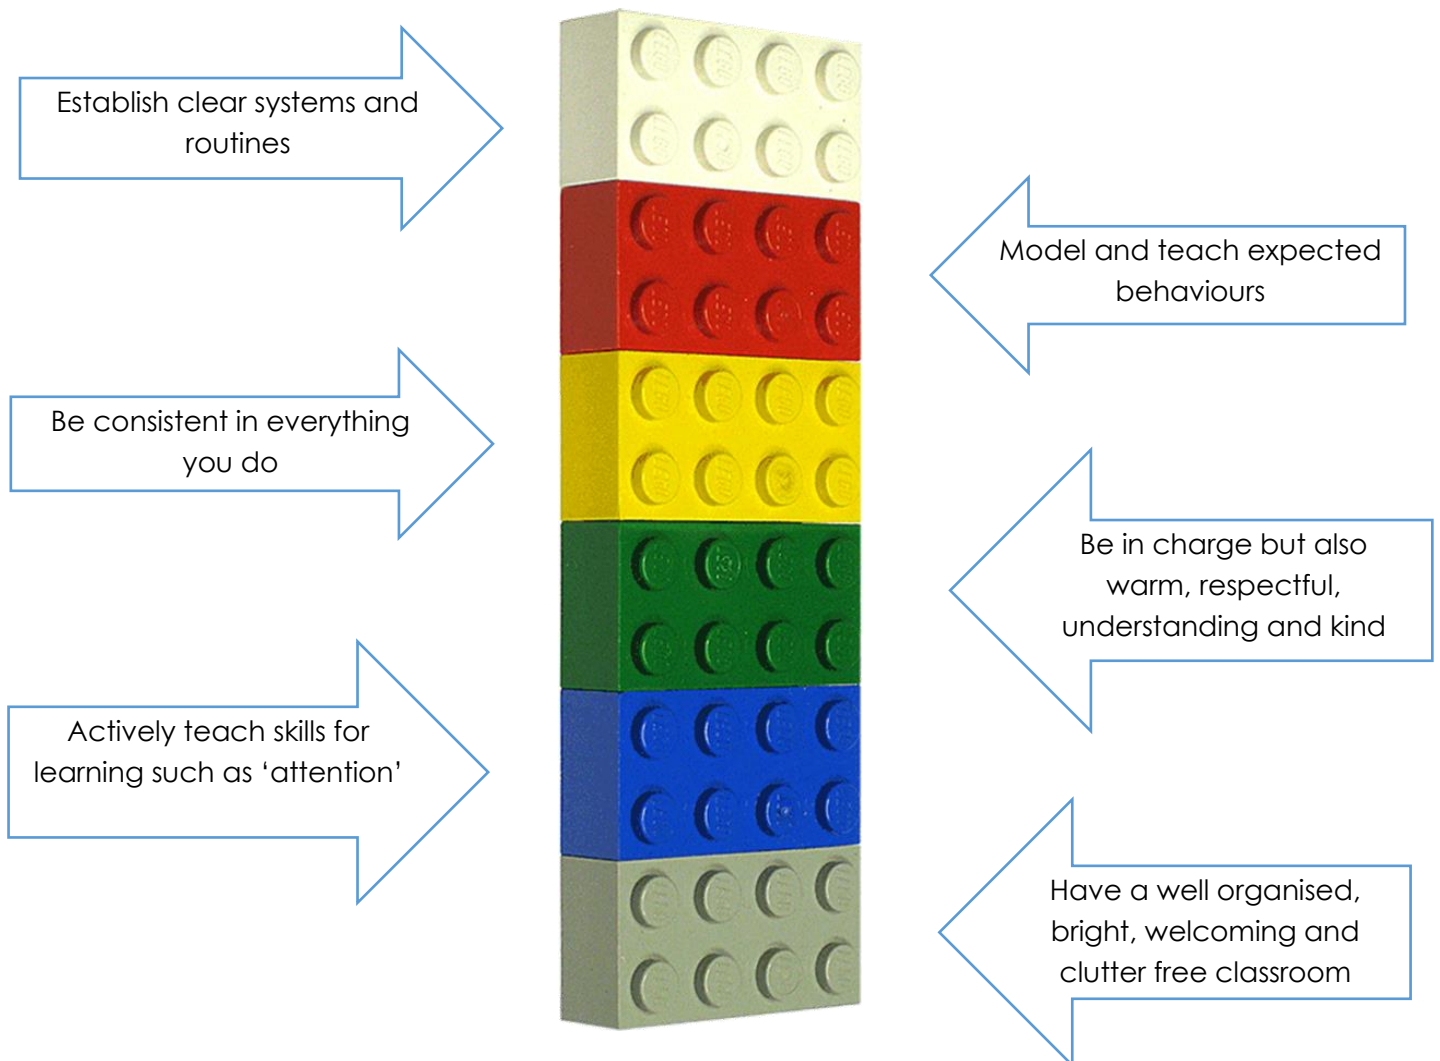 Establish clear systems and
routines
Model and teach expected
behaviours
Be consistent in everything
you do
Be in charge but also
warm, respectful,
understanding and kind
Actively teach skills for
learning such as ‘attention’
Have a well organised,
bright, welcoming and
clutter free classroom